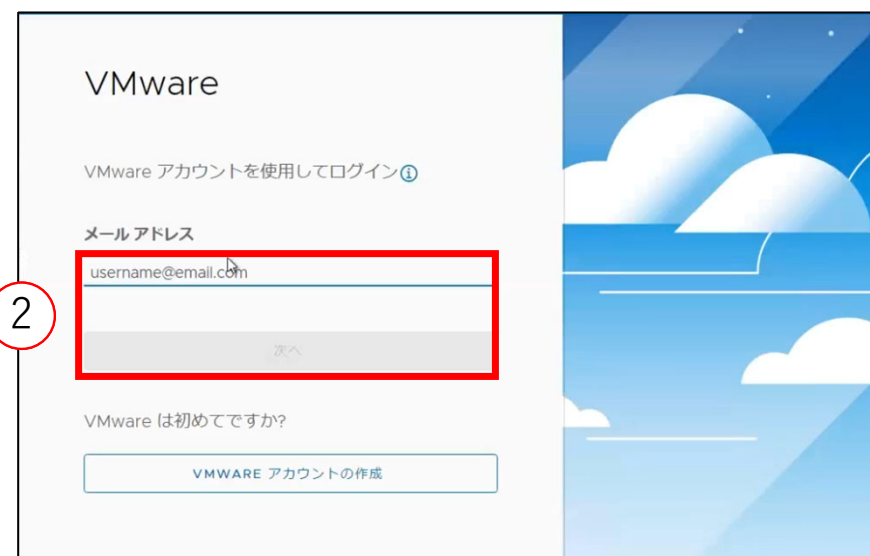 VMware
VMware アカウントを使用してログイン
メール アドレス
username@email.com
2
次へ
VMware は初めてですか?
VMWARE アカウントの作成